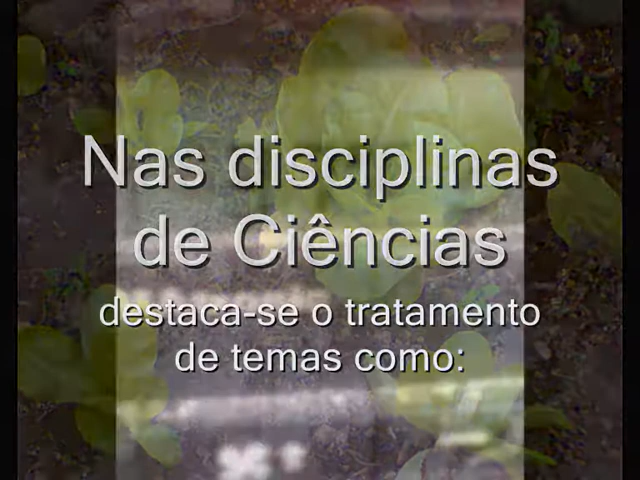 Nas disciplinas
de Ciências
destaca-se o tratamento
de temas como: